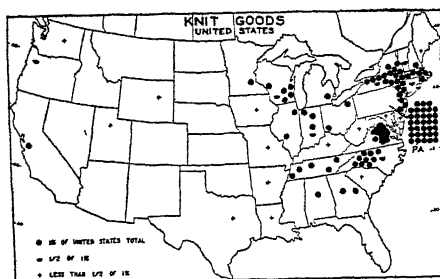 KNIT GOODS
UNITED STATES
PA
1% OF UNITED STATES TOTAL
1/2 OF 1%
LESS THAN 1/2 OF 1%